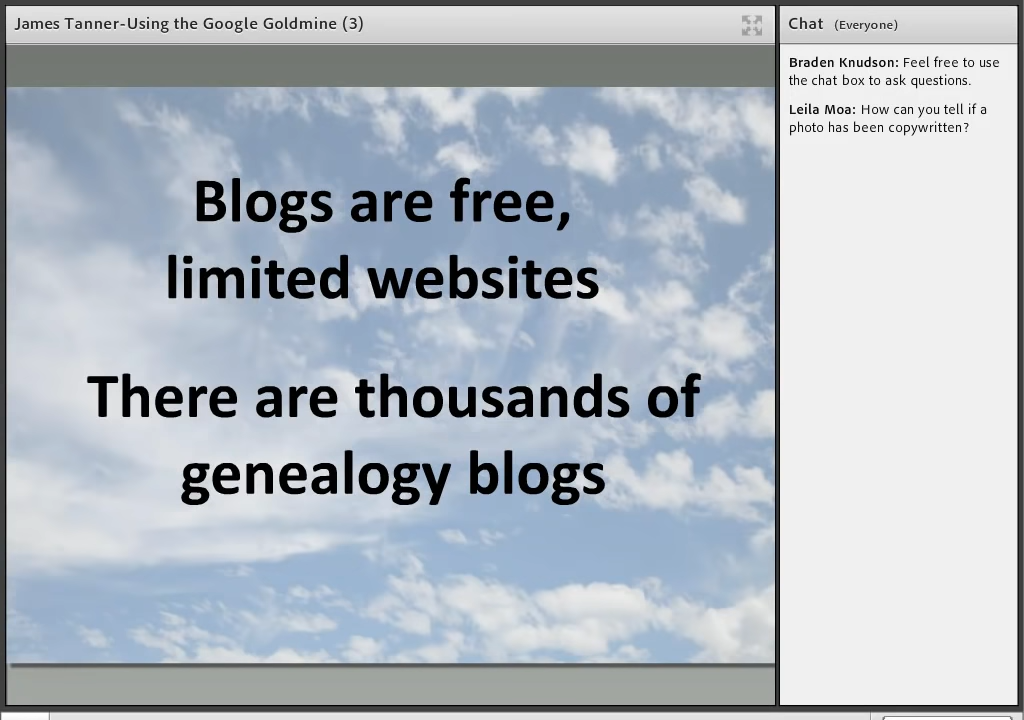 James Tanner-Using the Google Goldmine (3)
Blogs are free,
limited websites
There are thousands of
genealogy blogs
Chat (Everyone)
Braden Knudson: Feel free to use
the chat box to ask questions.
Leila Moa: How can you tell if a
photo has been copywritten?